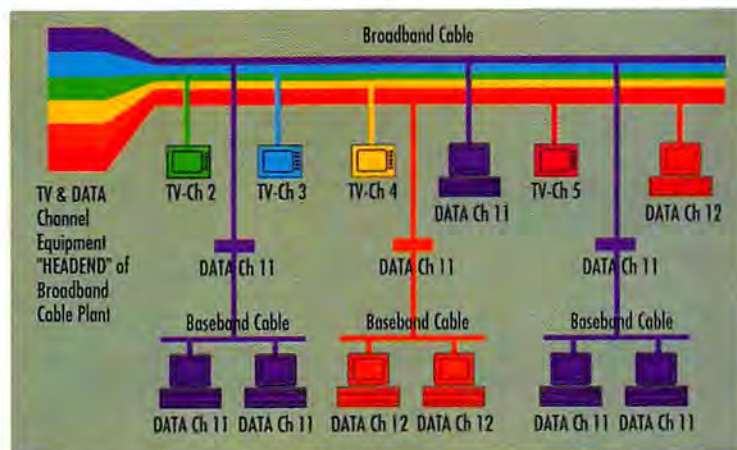 Broadband Cable
TV-Ch 2
TV-Ch 3
TV-Ch 4
DATA Ch 11
TV-Ch 5
DATA Ch 12
TV & DATA
Channel
Equipment
"HEADEND" of
Broadband
Cable Plant
DATA Ch 11
DATA Ch 11
DATA Ch 11
Baseband Cable
Baseband Cable
Baseband Cable
DATA Ch 11
DATA Ch 11
DATA Ch 12
DATA Ch 12
DATA Ch 11
DATA Ch 11